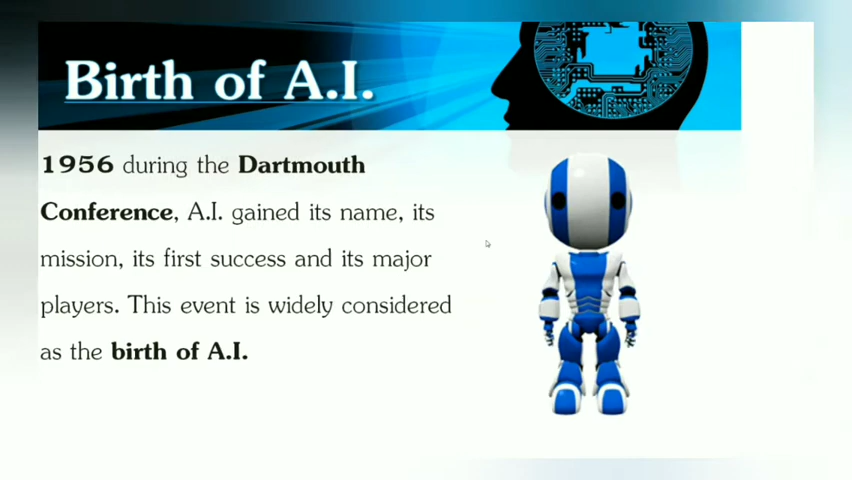 Birth of A.I.
1956 during the Dartmouth
Conference, A.I. gained its name, its
mission, its first success and its major
players. This event is widely considered
as the birth of A.I.